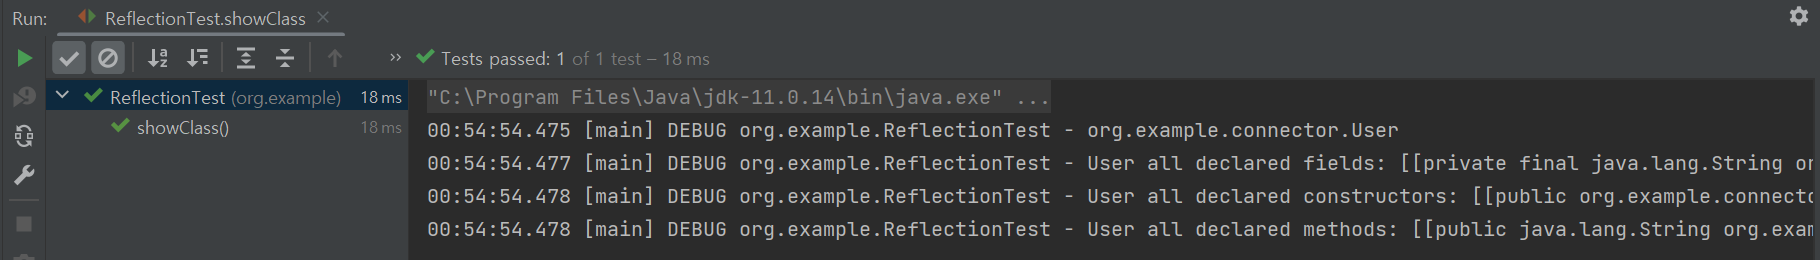 Run: ReflectionTest.showClass
Tests passed: 1 of 1 test – 18 ms
ReflectionTest (org.example) 18 ms
showClass() 18 ms
"C:\Program Files\Java\jdk-11.0.14\bin\java.exe" ...
00:54:54.475 [main] DEBUG org.example.ReflectionTest - org.example.connector.User
00:54:54.477 [main] DEBUG org.example.ReflectionTest - User all declared fields: [[private final java.lang.String or
00:54:54.478 [main] DEBUG org.example.ReflectionTest - User all declared constructors: [[public org.example.connecto
00:54:54.478 [main] DEBUG org.example.ReflectionTest - User all declared methods: [[public java.lang.String org.exam